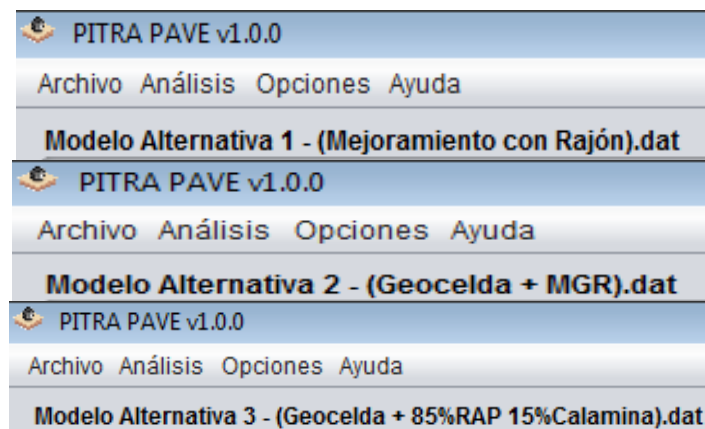 PITRA PAVE v1.0.0
Archivo Análisis Opciones Ayuda
Modelo Alternativa 1 - (Mejoramiento con Rajón).dat
PITRA PAVE v1.0.0
Archivo Análisis Opciones Ayuda
Modelo Alternativa 2 - (Geocelda + MGR).dat
PITRA PAVE v1.0.0
Archivo Análisis Opciones Ayuda
Modelo Alternativa 3 - (Geocelda + 85%RAP 15%Calamina).dat